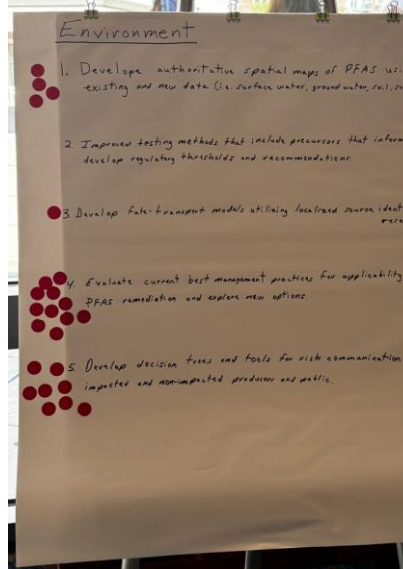 Environment
1. Develope authoritative spatial maps of PFAS us
existing and new data (i.e. surface water, ground water, soil, s
2. Improved testing methods that include precursors that inform
develop regulatory thresholds and recommendations.
3 Develop fate-transport models utilizing localized source ident
4. Evaluate current best management practices for applicability
PFAS remediation and explore new options.
5. Develop decision trees and tools for risk communication
impacted and non-impacted producer and public.